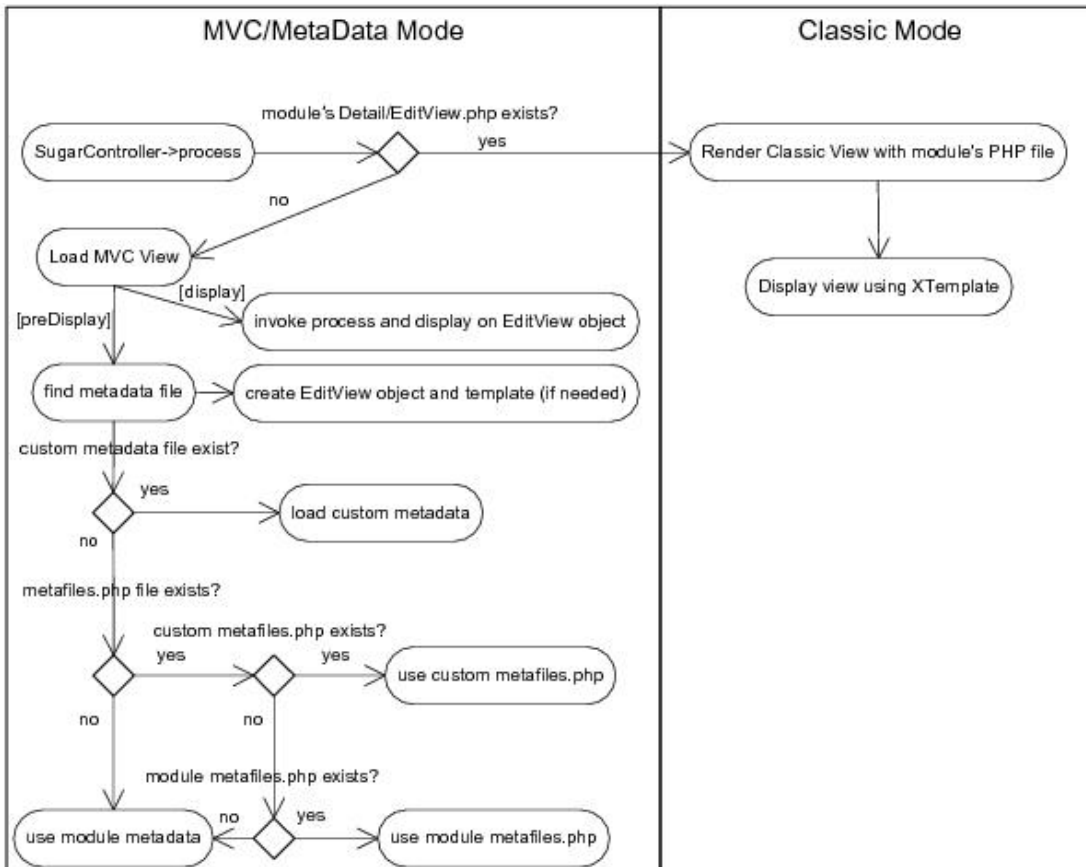 MVC/MetaData Mode
Classic Mode
module's Detail/EditView.php exists?
SugarController->process
yes
Render Classic View with module's PHP file
no
Load MVC View
[display]
Display view using XTemplate
[preDisplay]
invoke process and display on EditView object
find metadata file
create EditView object and template (if needed)
custom metadata file exist?
yes
load custom metadata
no
metafiles.php file exists?
custom metafiles.php exists?
yes
yes
use custom metafiles.php
no
no
module metafiles.php exists?
use module metadata
no
yes
use module metafiles.php